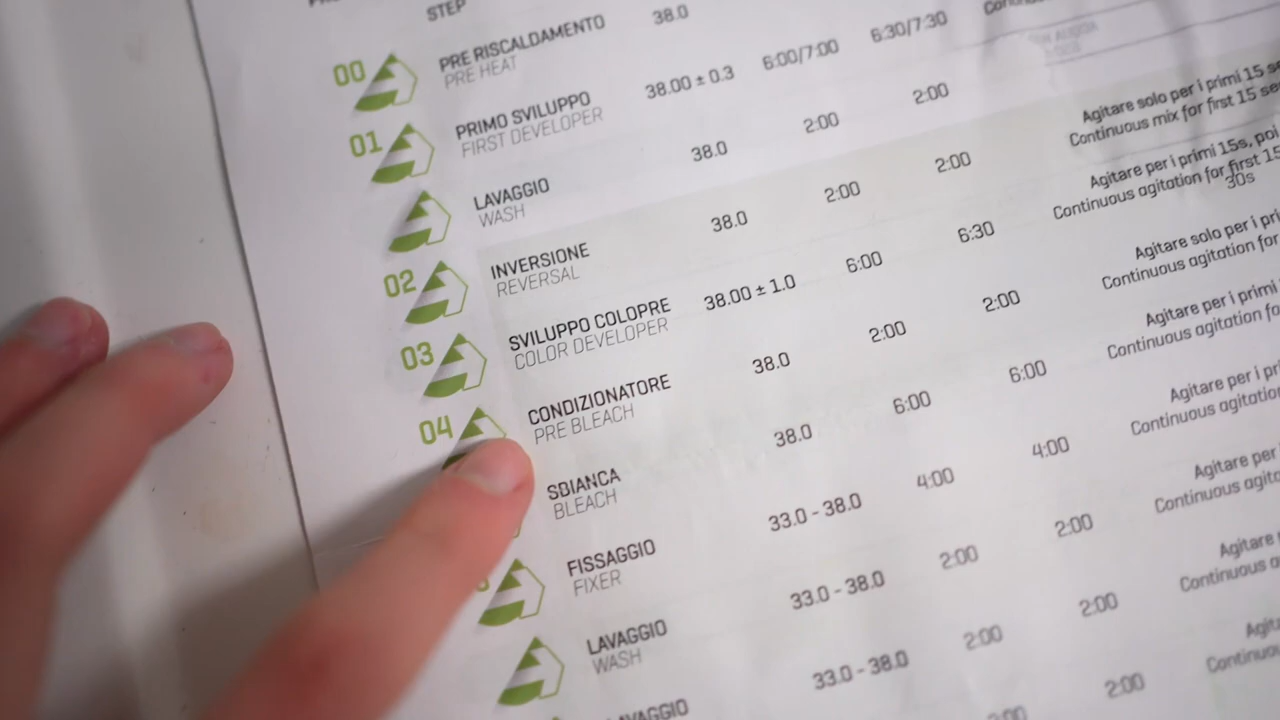 STEP
00 PRE RISCALDAMENTO 38.0
PRE HEAT
01 PRIMO SVILUPPO 38.00 ± 0.3 6:00/7:00 6:30/7:30
FIRST DEVELOPER
LAVAGGIO 38.0 2:00 2:00 Agitare solo per i primi 15 se
WASH Continuous mix for first 15 se
02 INVERSIONE 38.0 2:00 2:00 Agitare per i primi 15s, poi
REVERSAL Continuous agitation for first 15
30s
03 SVILUPPO COLOPRE 38.00 ± 1.0 6:00 6:30 Agitare solo per i pri
COLOR DEVELOPER Continuous agitation for
04 CONDIZIONATORE 38.0 2:00 2:00 Agitare per i primi
PRE BLEACH Continuous agitation for
SBIANCA 38.0 6:00 6:00 Agitare per i pr
BLEACH Continuous agitatio
FISSAGGIO 33.0 - 38.0 4:00 4:00 Agitare per
FIXER Continuous agita
LAVAGGIO 33.0 - 38.0 2:00 2:00 Agitare
WASH Continuous a
LAVAGGIO 33.0 - 38.0 2:00 2:00 Agita
Continuou
2:00 2:00